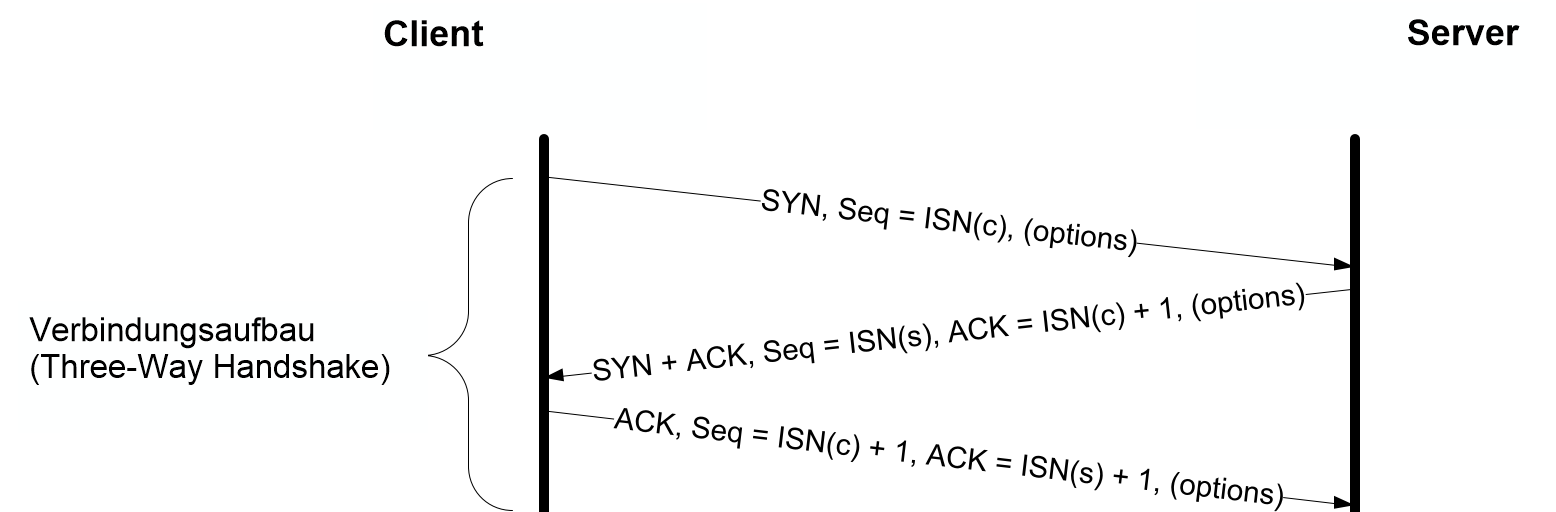 Client
Server
SYN, Seq = ISN(c), (options)
SYN + ACK, Seq = ISN(s), ACK = ISN(c) + 1, (options)
Verbindungsaufbau
(Three-Way Handshake)
ACK, Seq = ISN(c) + 1, ACK = ISN(s) + 1, (options)